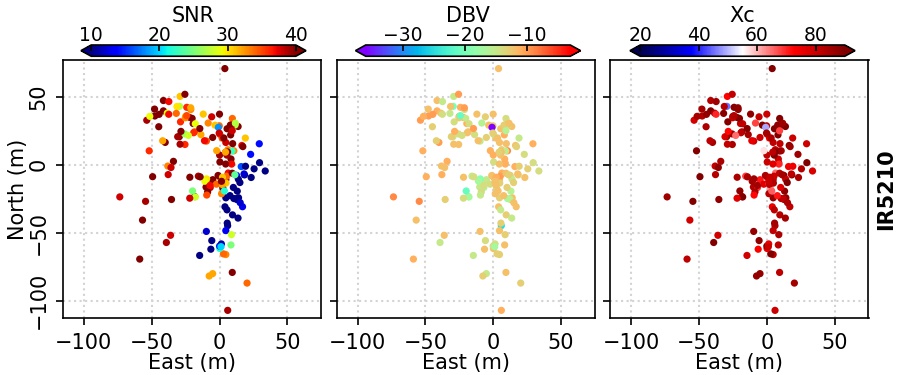 SNR DBV Xc
10 20 30 40 −30 −20 −10 20 40 60 80
50
0
−50
−100
North (m)
−100 −50 0 50 −100 −50 0 50 −100 −50 0 50
East (m) East (m) East (m)
IR5210